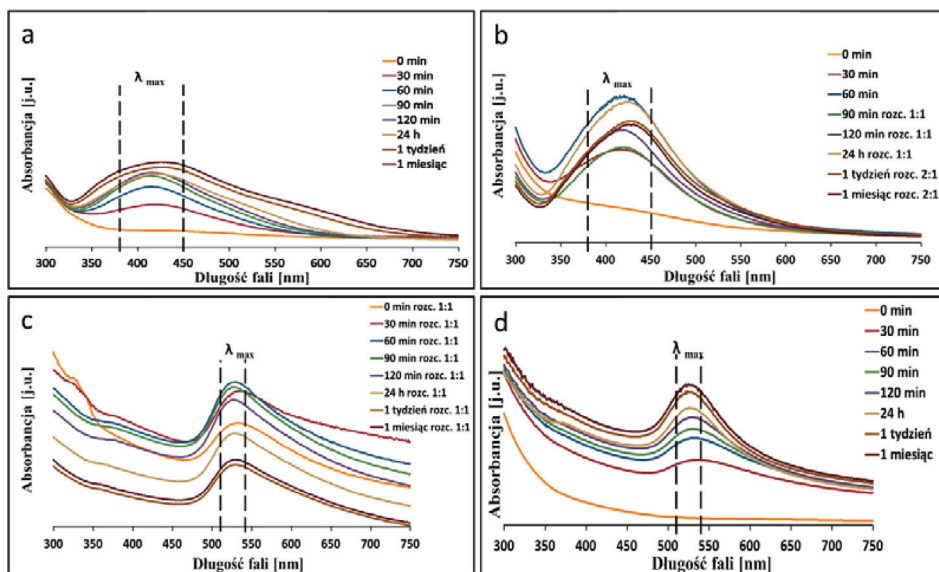 a
λ max
0 min
30 min
60 min
90 min
120 min
24 h
1 tydzień
1 miesiąc
Absorbancja [j.u.]
300 350 400 450 500 550 600 650 700 750
Długość fali [nm]
b
λ max
0 min
30 min
60 min
90 min rozc. 1:1
120 min rozc. 1:1
24 h rozc. 1:1
1 tydzień rozc. 2:1
1 miesiąc rozc. 2:1
Absorbancja [j.u.]
300 350 400 450 500 550 600 650 700 750
Długość fali [nm]
c
λ max
0 min rozc. 1:1
30 min rozc. 1:1
60 min rozc. 1:1
90 min rozc. 1:1
120 min rozc. 1:1
24 h rozc. 1:1
1 tydzień rozc. 1:1
1 miesiąc rozc. 1:1
Absorbancja [j.u.]
300 350 400 450 500 550 600 650 700 750
Długość fali [nm]
d
λ max
0 min
30 min
60 min
90 min
120 min
24 h
1 tydzień
1 miesiąc
Absorbancja [j.u.]
300 350 400 450 500 550 600 650 700 750
Długość fali [nm]